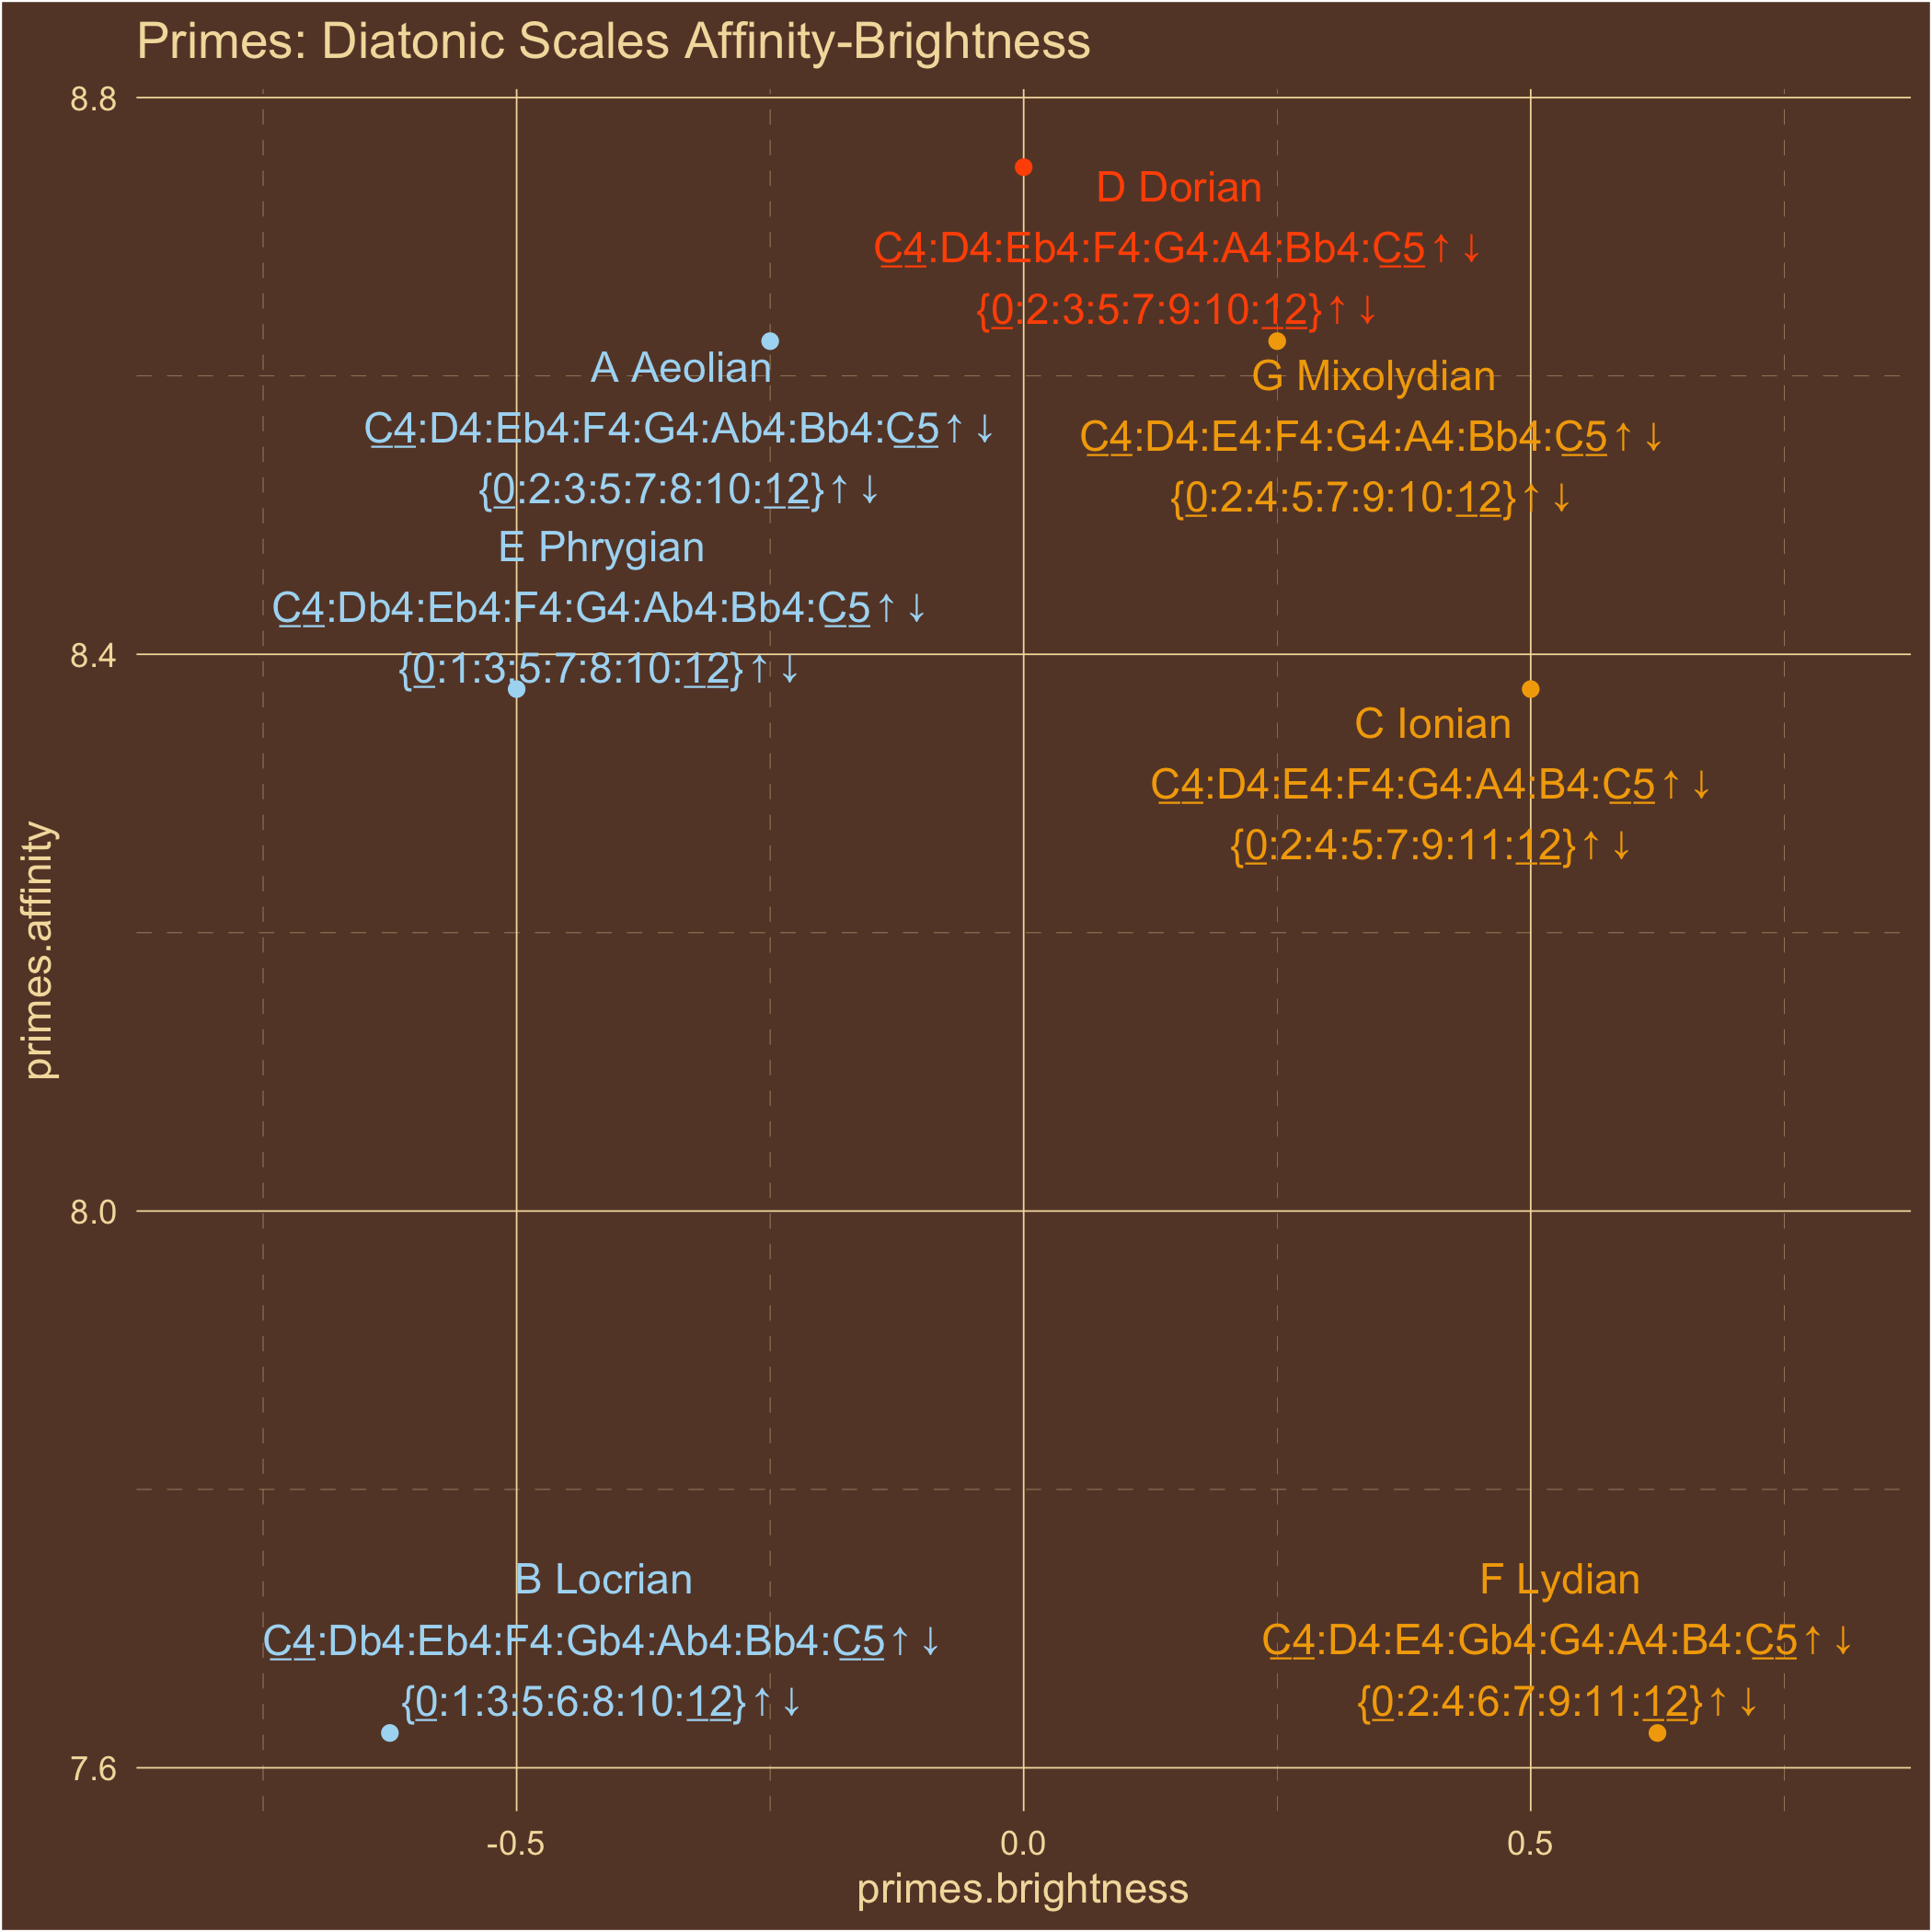 Primes: Diatonic Scales Affinity-Brightness
8.8
D Dorian
C4:D4:Eb4:F4:G4:A4:Bb4:C5↑↓
{0:2:3:5:7:9:10:12}↑↓
A Aeolian
C4:D4:Eb4:F4:G4:Ab4:Bb4:C5↑↓
{0:2:3:5:7:8:10:12}↑↓
G Mixolydian
C4:D4:E4:F4:G4:A4:Bb4:C5↑↓
{0:2:4:5:7:9:10:12}↑↓
E Phrygian
C4:Db4:Eb4:F4:G4:Ab4:Bb4:C5↑↓
{0:1:3:5:7:8:10:12}↑↓
8.4
C Ionian
C4:D4:E4:F4:G4:A4:B4:C5↑↓
{0:2:4:5:7:9:11:12}↑↓
primes.affinity
8.0
B Locrian
C4:Db4:Eb4:F4:Gb4:Ab4:Bb4:C5↑↓
{0:1:3:5:6:8:10:12}↑↓
F Lydian
C4:D4:E4:Gb4:G4:A4:B4:C5↑↓
{0:2:4:6:7:9:11:12}↑↓
7.6
-0.5
0.0
0.5
primes.brightness